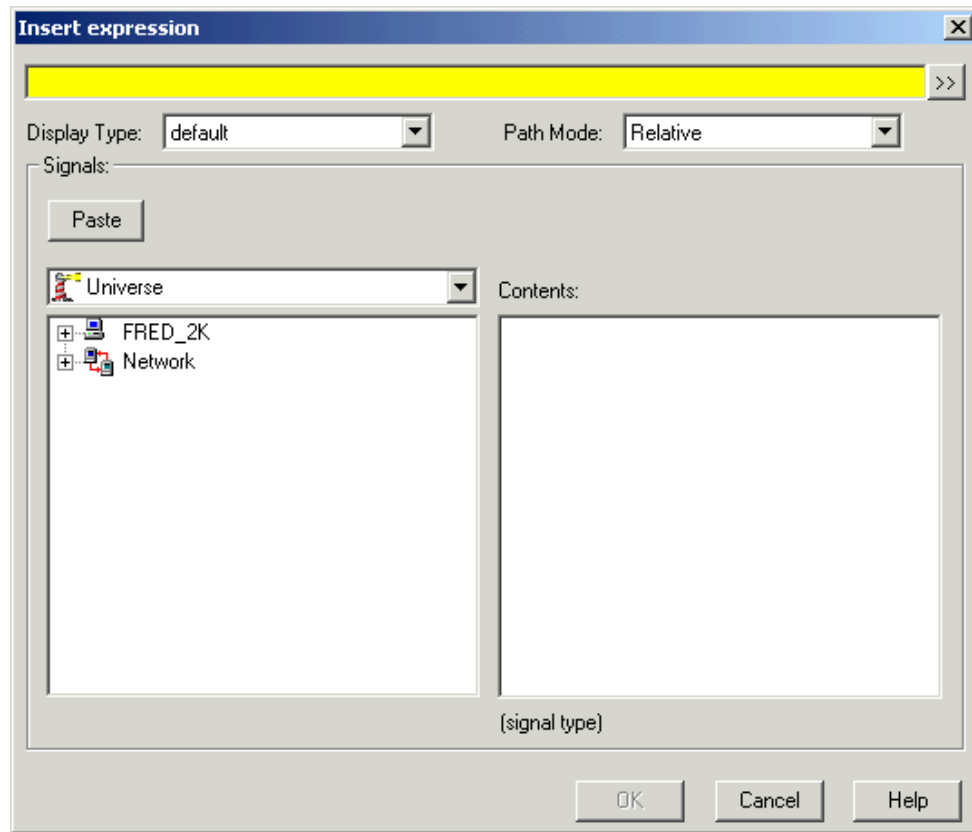 Insert expression
>>
Display Type: default Path Mode: Relative
Signals:
Paste
Universe
Contents:
FRED_2K
Network
(signal type)
OK Cancel Help